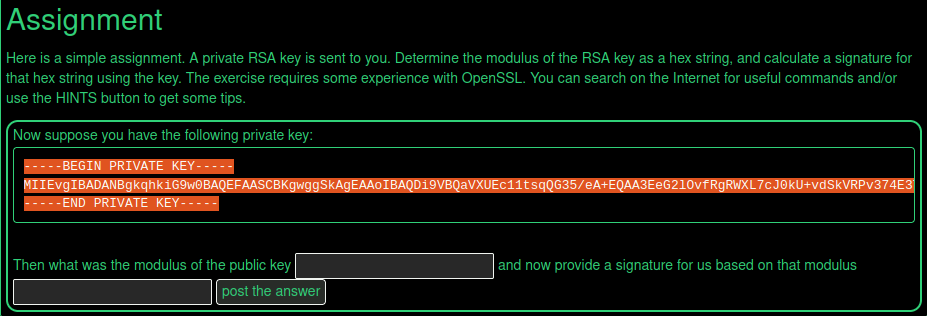 Assignment
Here is a simple assignment. A private RSA key is sent to you. Determine the modulus of the RSA key as a hex string, and calculate a signature for
that hex string using the key. The exercise requires some experience with OpenSSL. You can search on the Internet for useful commands and/or
use the HINTS button to get some tips.
Now suppose you have the following private key:
-----BEGIN PRIVATE KEY-----
MIIEvgIBADANBgkqhkiG9w0BAQEFAASCBKgwggSkAgEAAoIBAQDi9VBQaVXUEc11tsqQG35/eA+EQAA3EeG2lOvfRgRWXL7cJ0kU+vdSkVRPv374E3
-----END PRIVATE KEY-----
Then what was the modulus of the public key and now provide a signature for us based on that modulus
post the answer